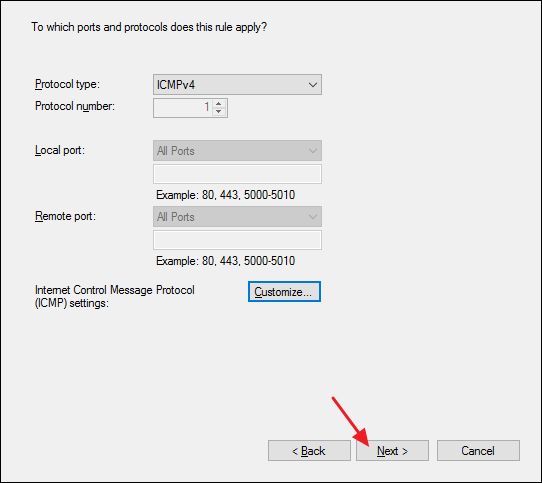 To which ports and protocols does this rule apply?
Protocol type: ICMPv4
Protocol number: 1
Local port: All Ports
Example: 80, 443, 5000-5010
Remote port: All Ports
Example: 80, 443, 5000-5010
Internet Control Message Protocol
(ICMP) settings: Customize...
< Back Next > Cancel